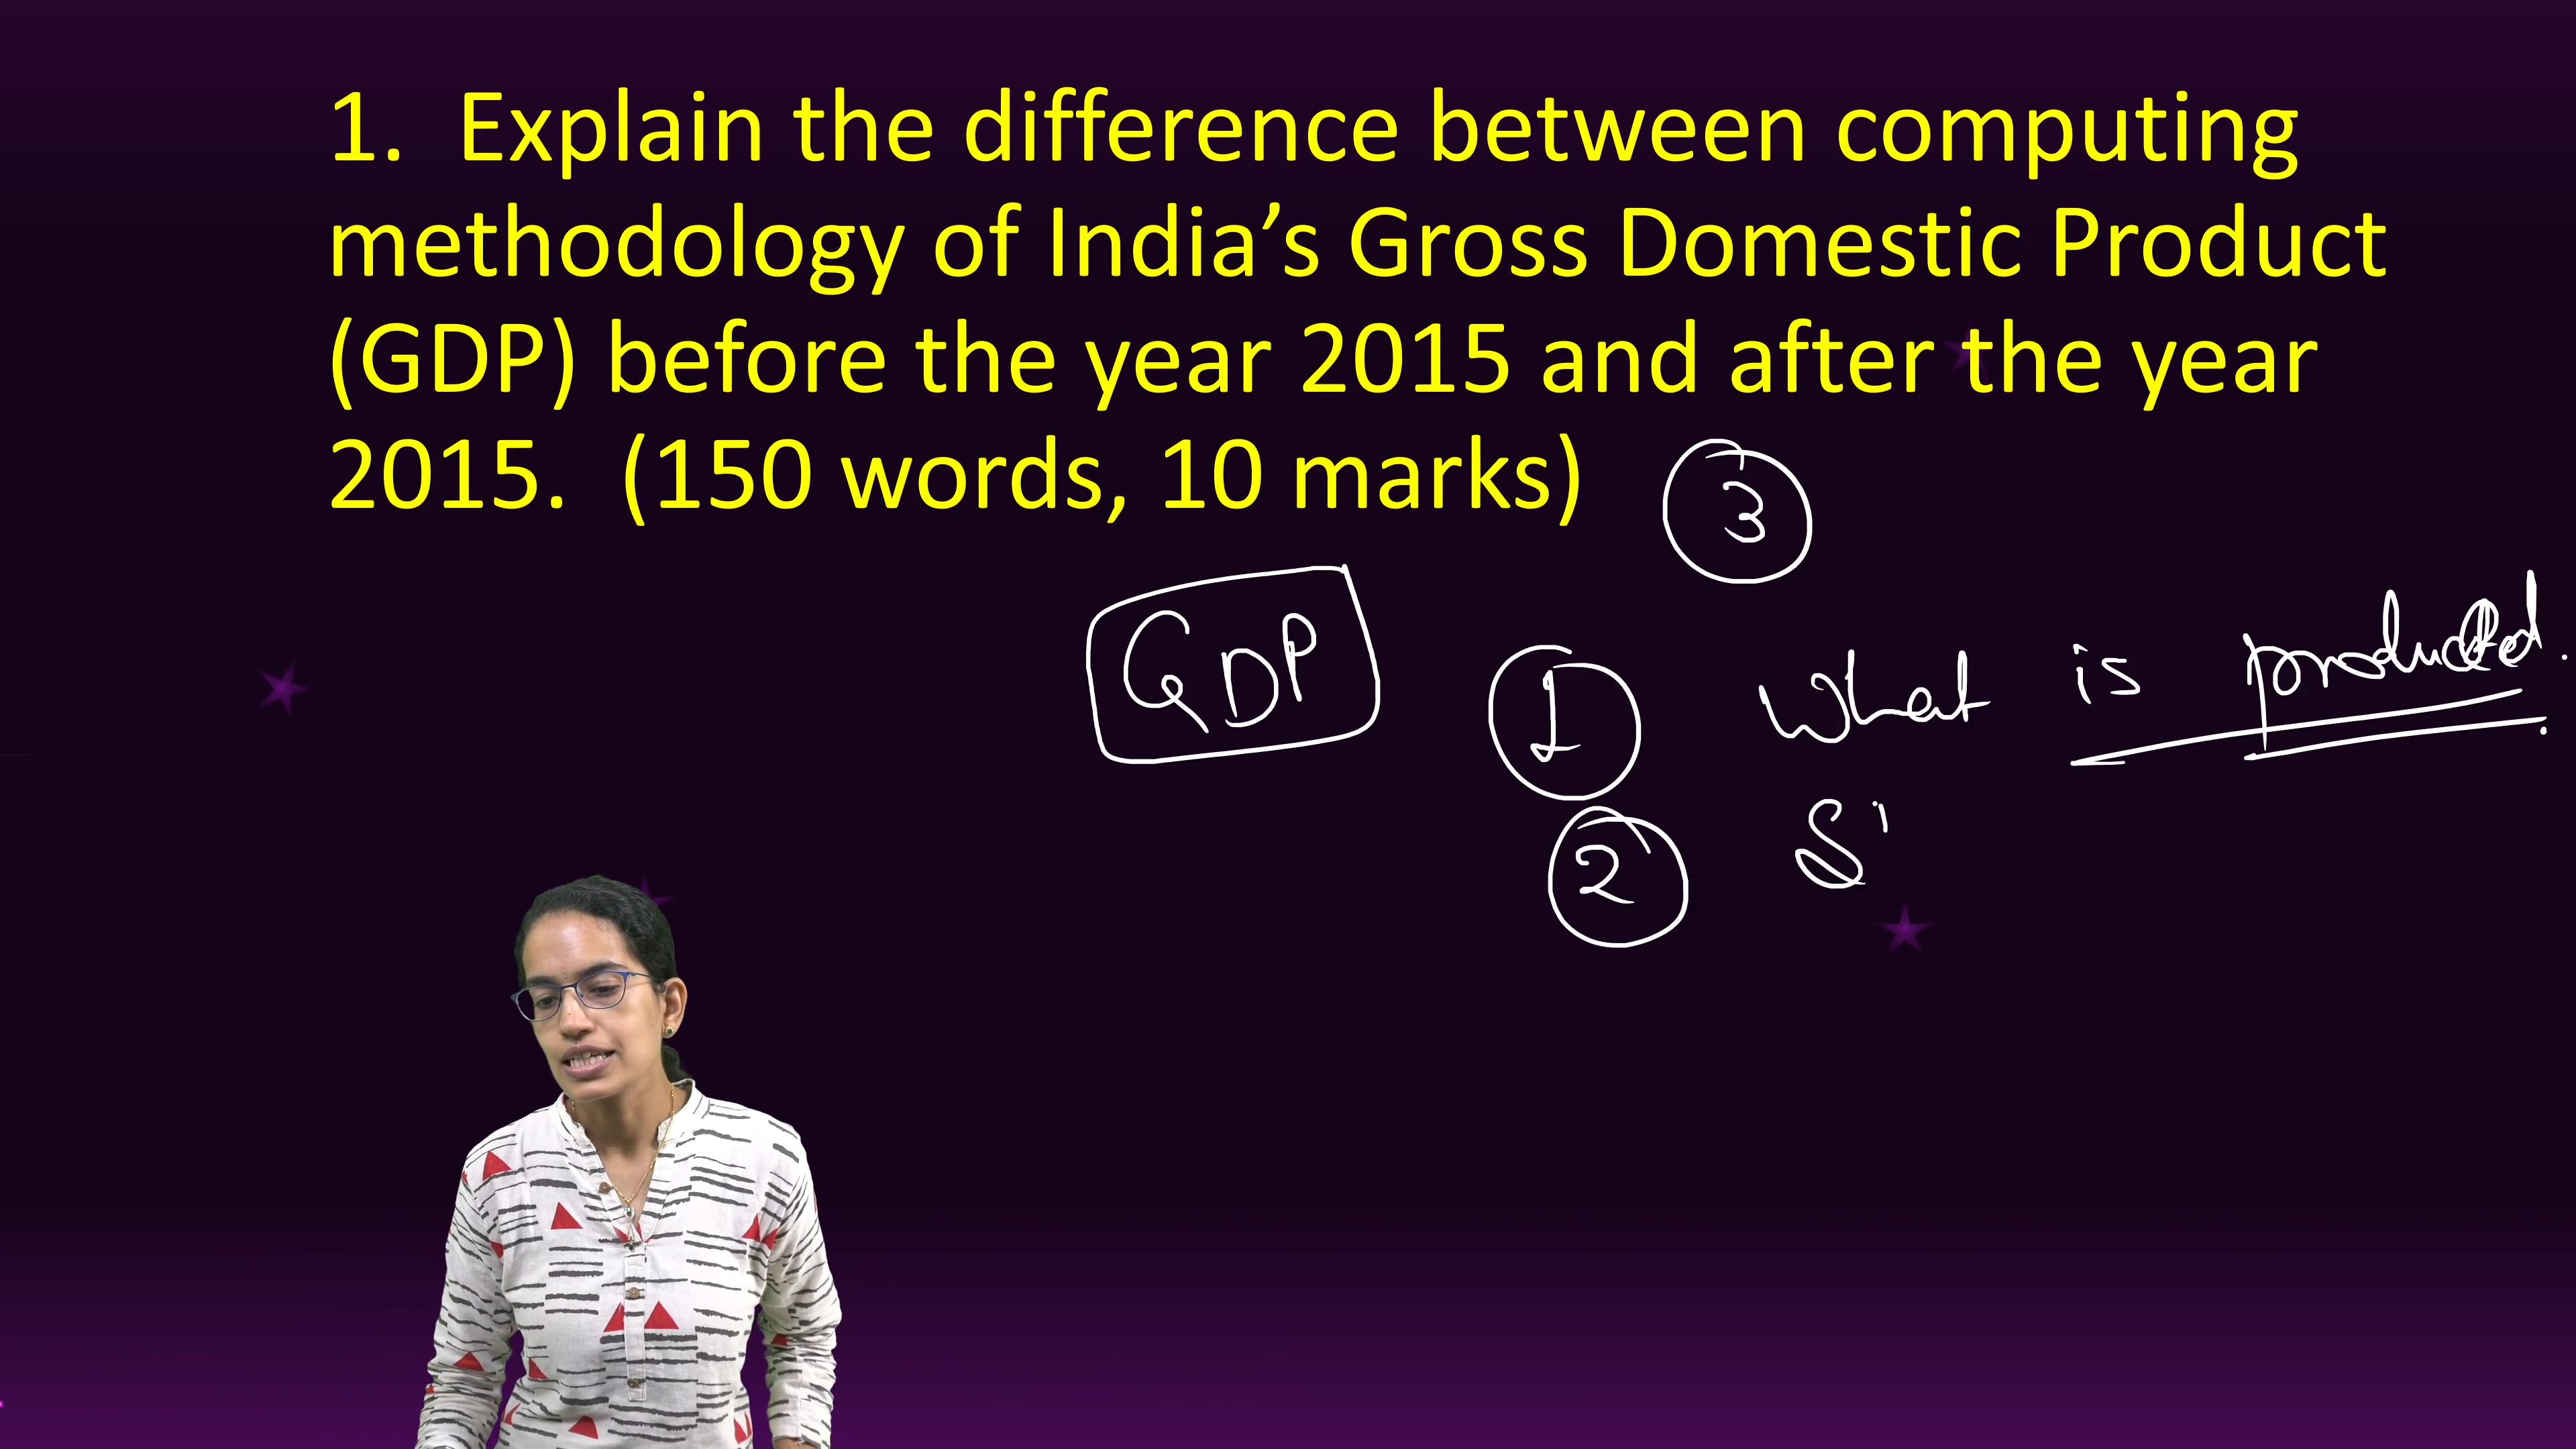 1. Explain the difference between computing
methodology of India’s Gross Domestic Product
(GDP) before the year 2015 and after the year
2015. (150 words, 10 marks)
3
GDP
1 What is produced.
2 Si